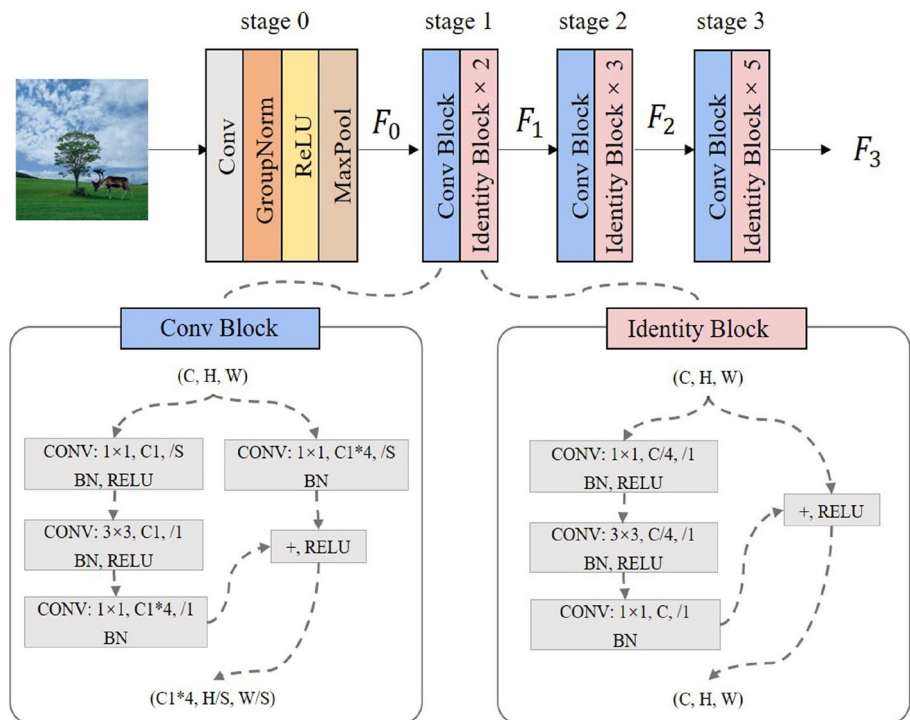 stage 0
stage 1
stage 2
stage 3
Conv
GroupNorm
ReLU
MaxPool
F0
Conv Block
Identity Block × 2
F1
Conv Block
Identity Block × 3
F2
Conv Block
Identity Block × 5
F3
Conv Block
(C, H, W)
CONV: 1×1, C1, /S
BN, RELU
CONV: 1×1, C1*4, /S
BN
CONV: 3×3, C1, /1
BN, RELU
+, RELU
CONV: 1×1, C1*4, /1
BN
(C1*4, H/S, W/S)
Identity Block
(C, H, W)
CONV: 1×1, C/4, /1
BN, RELU
CONV: 3×3, C/4, /1
BN, RELU
+, RELU
CONV: 1×1, C, /1
BN
(C, H, W)